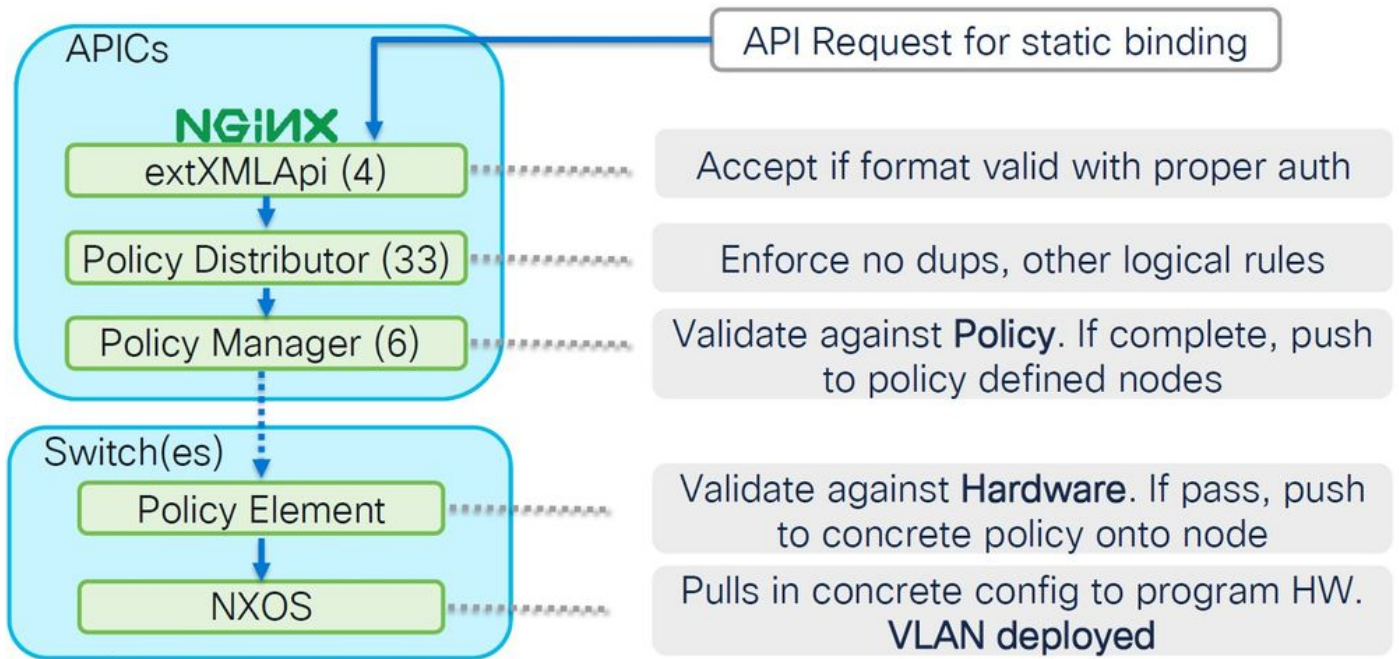 APICs
API Request for static binding
NGiNX
extXMLApi (4)
Accept if format valid with proper auth
Policy Distributor (33)
Enforce no dups, other logical rules
Policy Manager (6)
Validate against Policy. If complete, push
to policy defined nodes
Switch(es)
Policy Element
Validate against Hardware. If pass, push
to concrete policy onto node
NXOS
Pulls in concrete config to program HW.
VLAN deployed